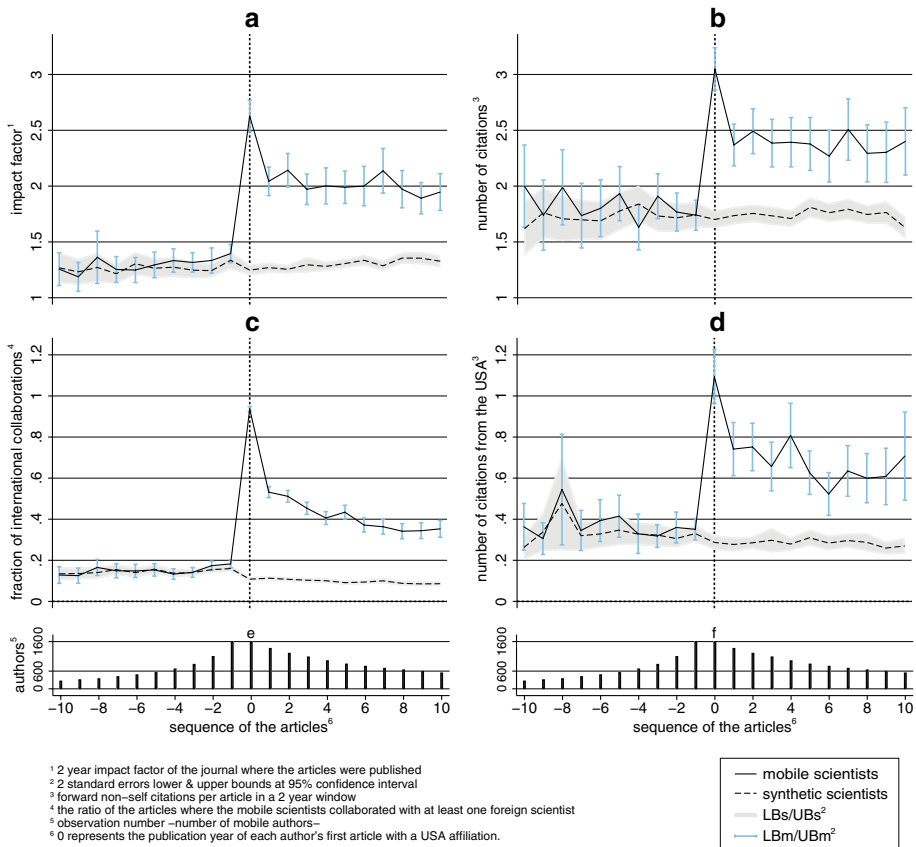 a
b
3
2.5
2
1.5
1
impact factor1
3
2.5
2
1.5
1
number of citations 3
c
d
1.2
1
.8
.6
.4
.2
0
fraction of international collaborations4
1.2
1
.8
.6
.4
.2
0
number of citations from the USA3
e
f
0 600 1600
authors5
0 600 1600
−10 −8 −6 −4 −2 0 2 4 6 8 10
sequence of the articles6
−10 −8 −6 −4 −2 0 2 4 6 8 10
sequence of the articles6
1 2 year impact factor of the journal where the articles were published
2 2 standard errors lower & upper bounds at 95% confidence interval
3 forward non−self citations per article in a 2 year window
4 the ratio of the articles where the mobile scientists collaborated with at least one foreign scientist
5 observation number −number of mobile authors−
6 0 represents the publication year of each author's first article with a USA affiliation.
mobile scientists
synthetic scientists
LBs/UBs2
LBm/UBm2